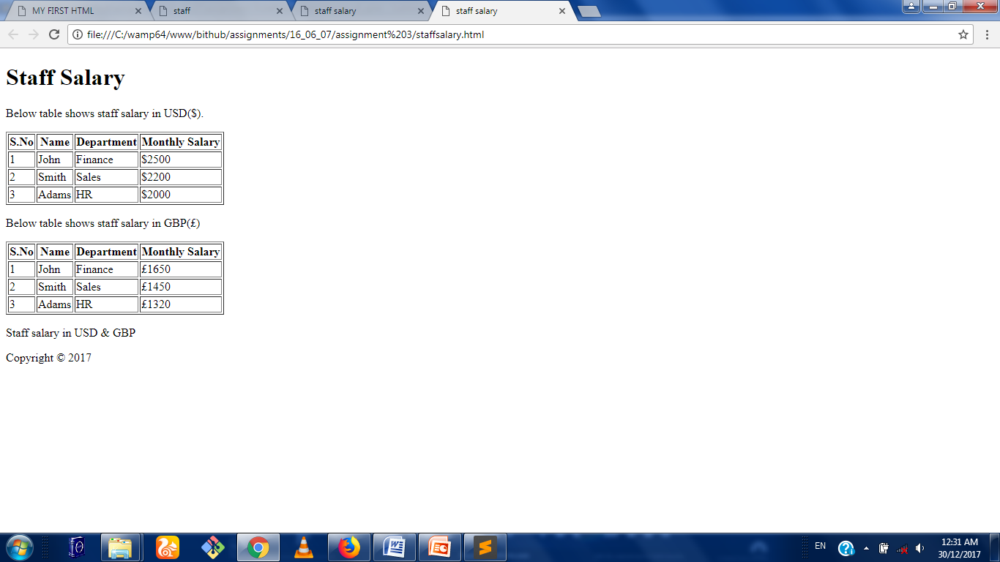 MY FIRST HTML
staff
staff salary
staff salary
file:///C:/wamp64/www/bithub/assignments/16_06_07/assignment%203/staffsalary.html
Staff Salary
Below table shows staff salary in USD($).
S.No Name Department Monthly Salary
1 John Finance $2500
2 Smith Sales $2200
3 Adams HR $2000
Below table shows staff salary in GBP(£)
S.No Name Department Monthly Salary
1 John Finance £1650
2 Smith Sales £1450
3 Adams HR £1320
Staff salary in USD & GBP
Copyright © 2017
EN
12:31 AM
30/12/2017